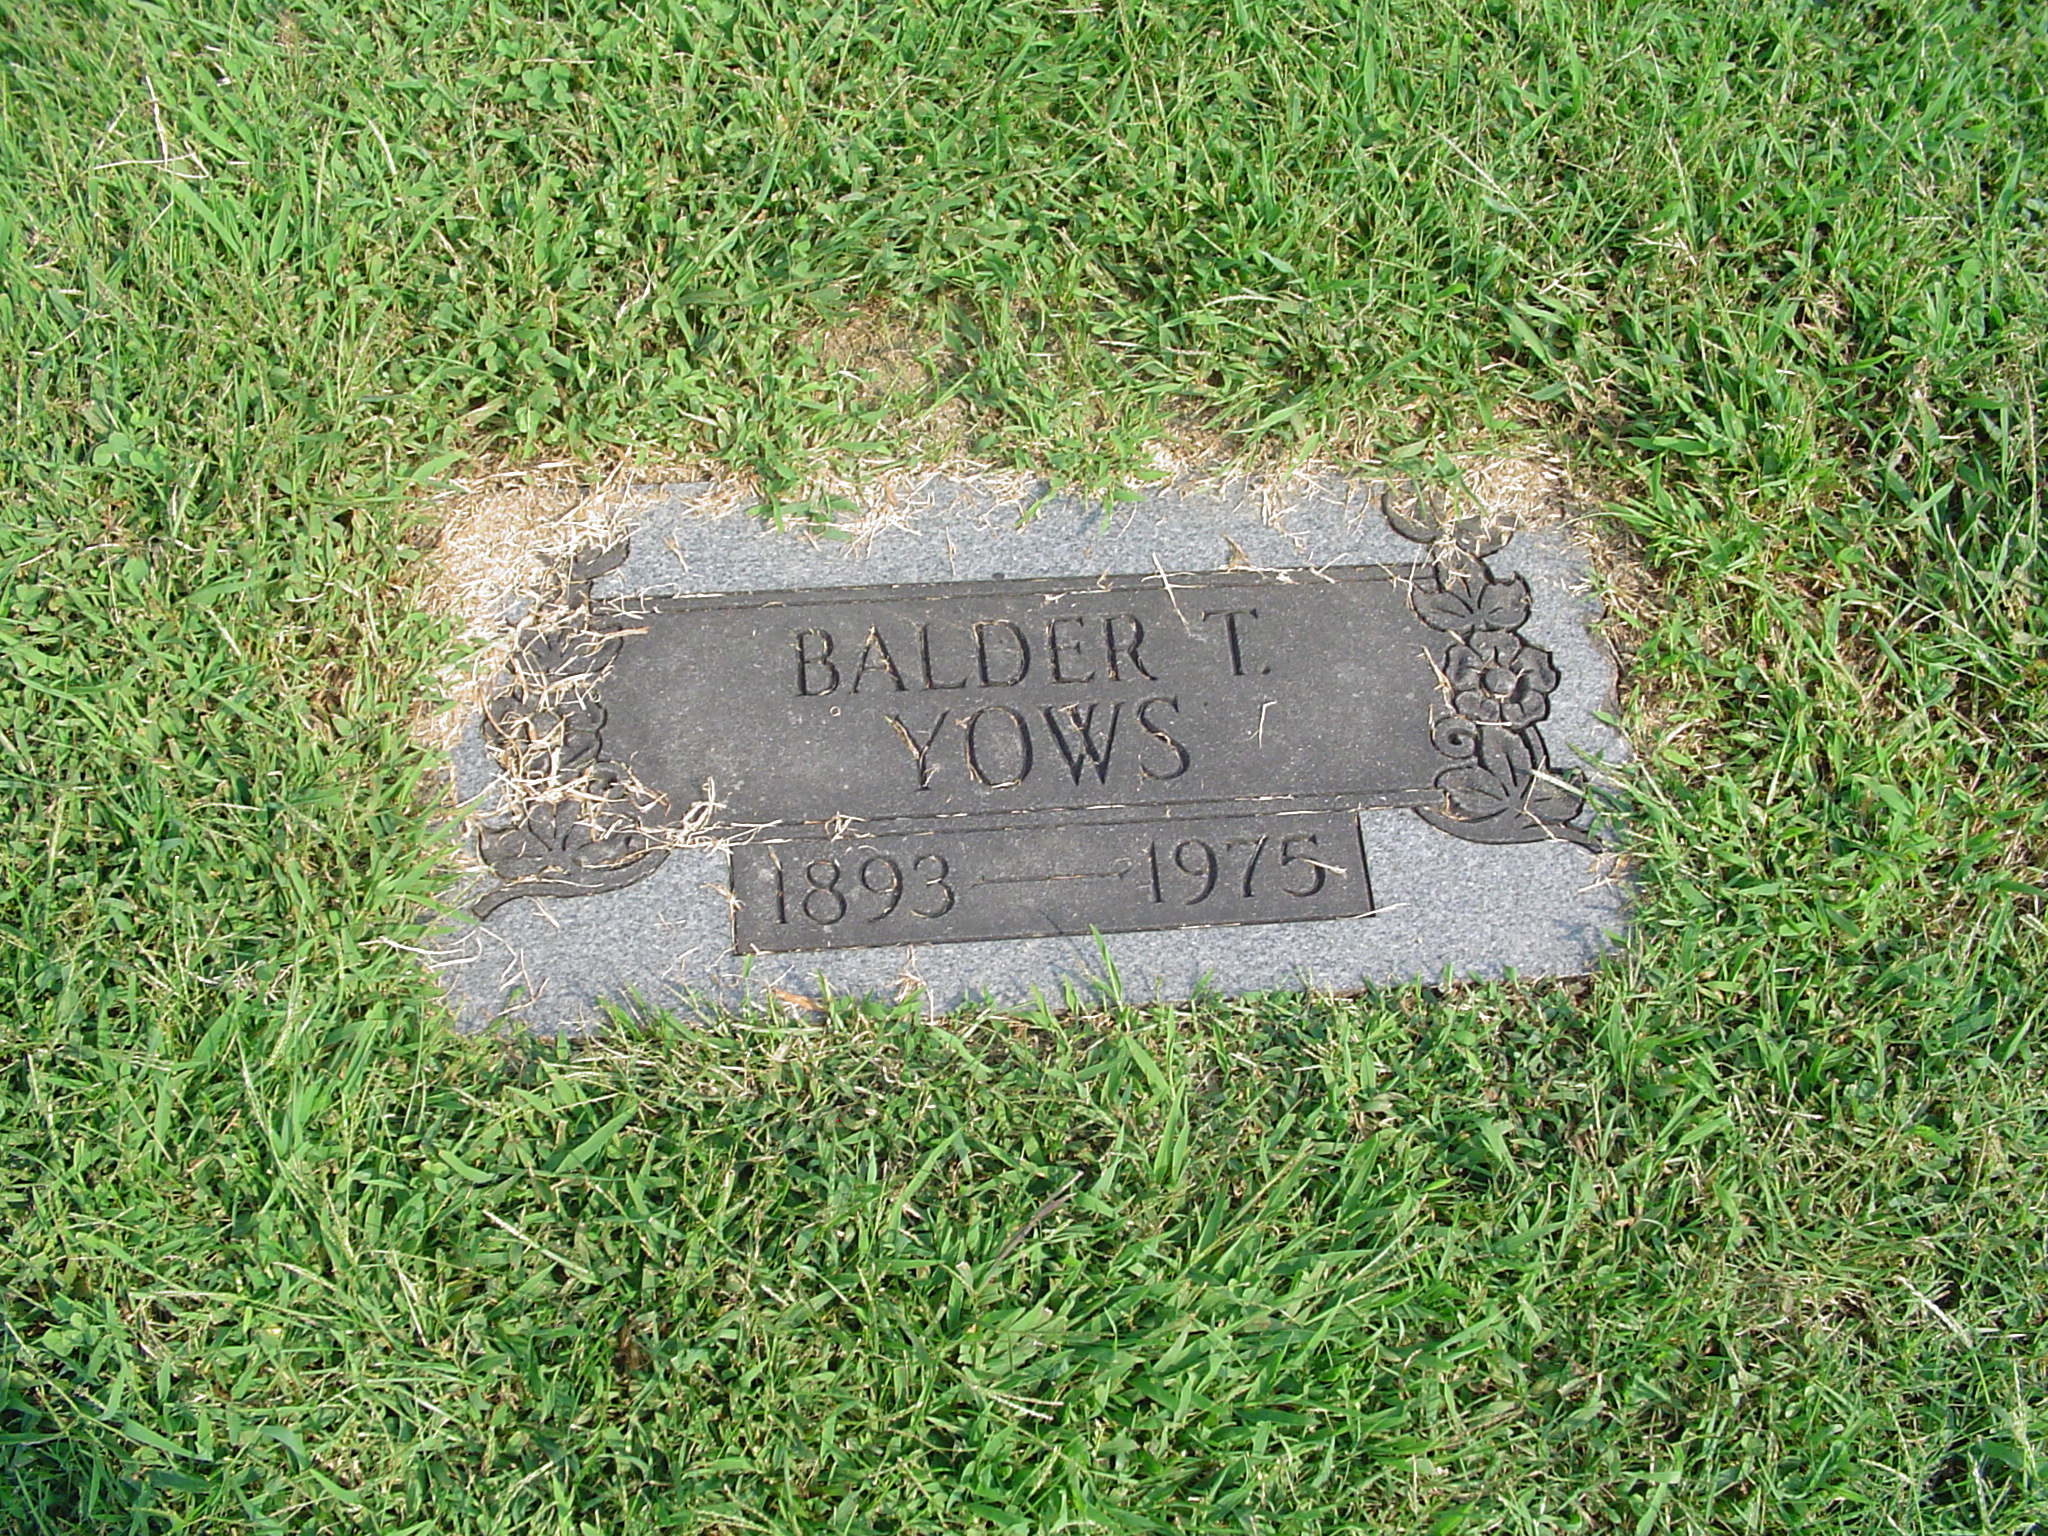 BALDER T.
YOWS
1893 — 1975